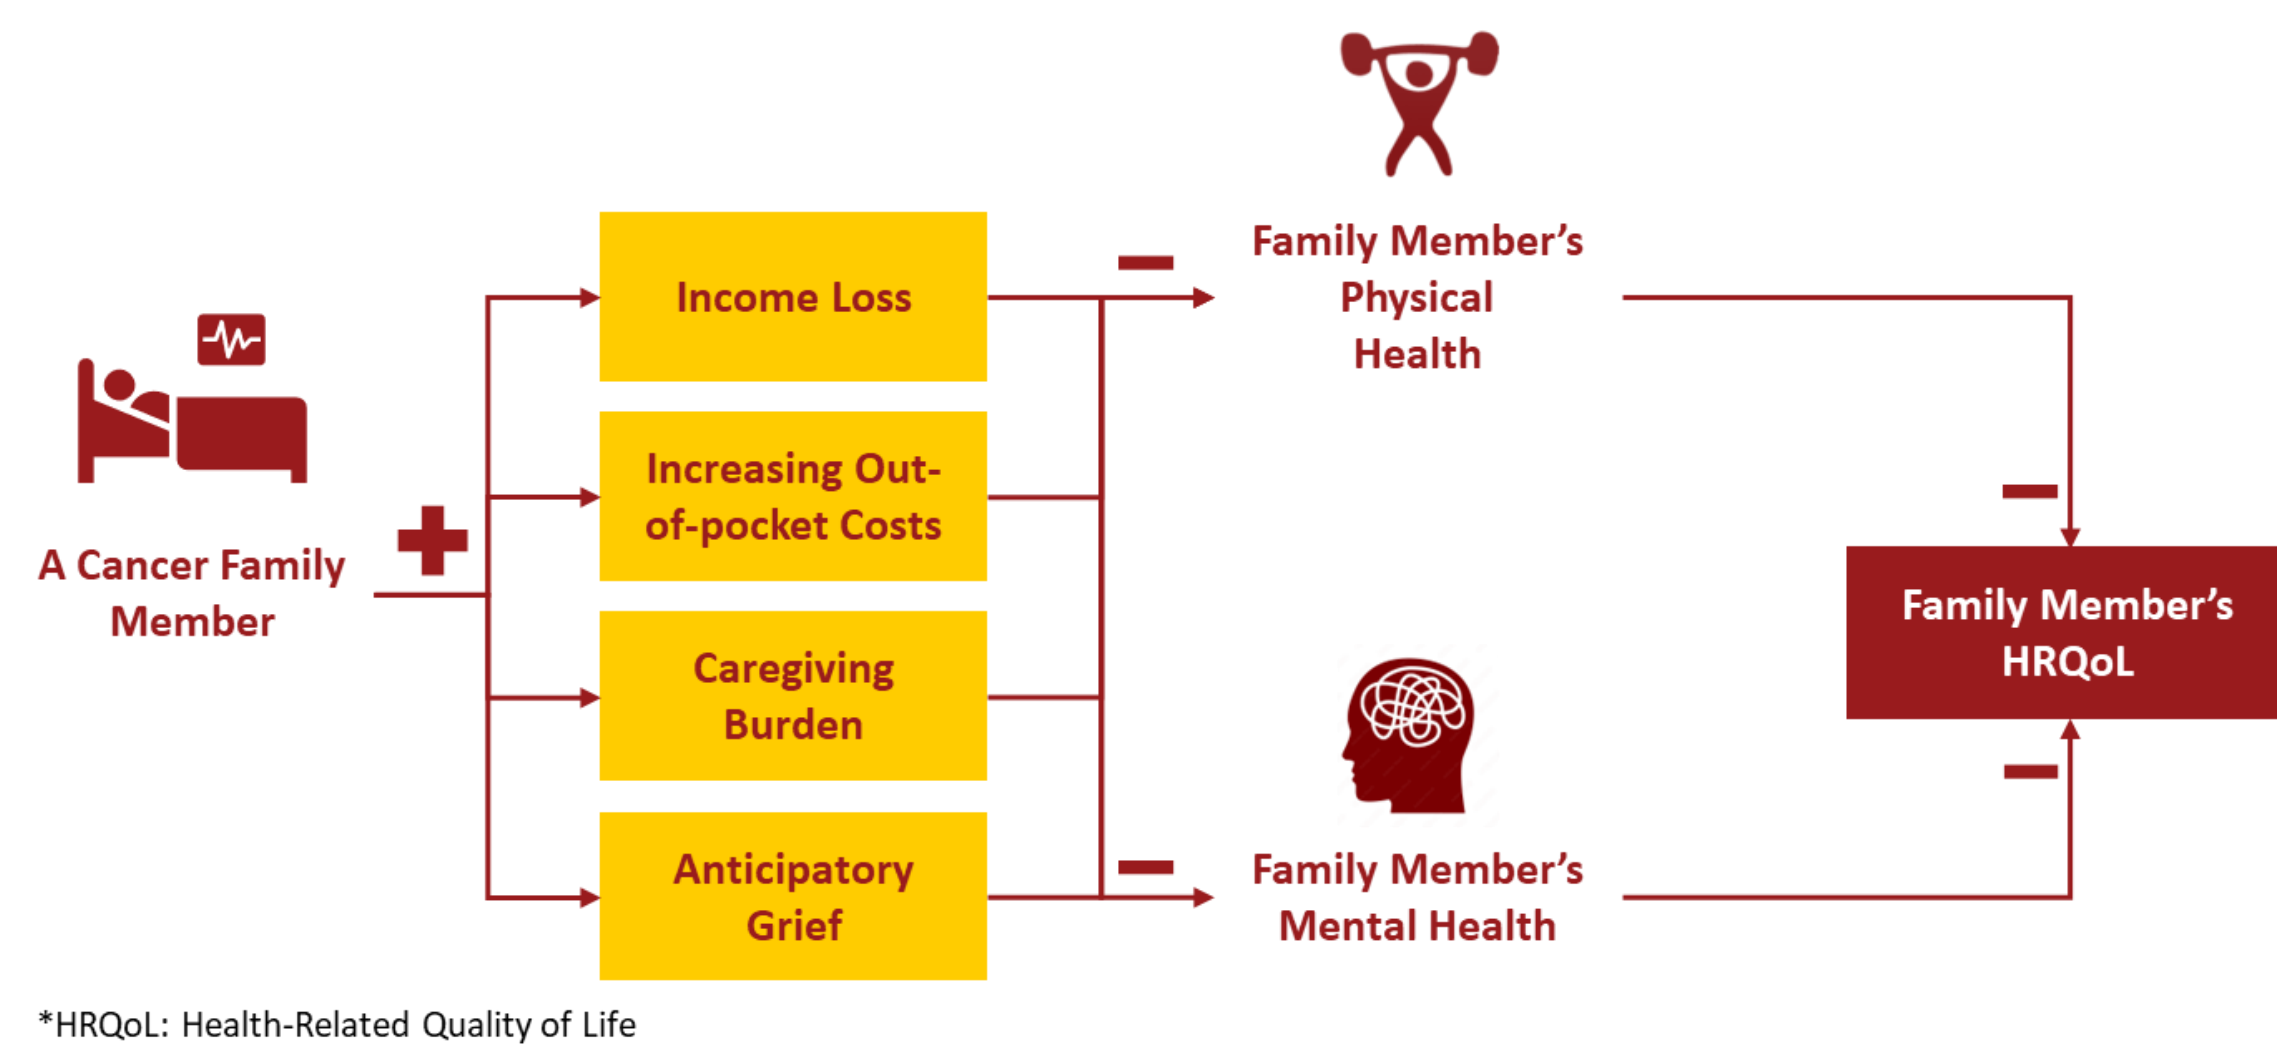 A Cancer Family
Member
Income Loss
Increasing Out-
of-pocket Costs
Caregiving
Burden
Anticipatory
Grief
Family Member’s
Physical
Health
Family Member’s
Mental Health
Family Member’s
HRQoL
*HRQoL: Health-Related Quality of Life